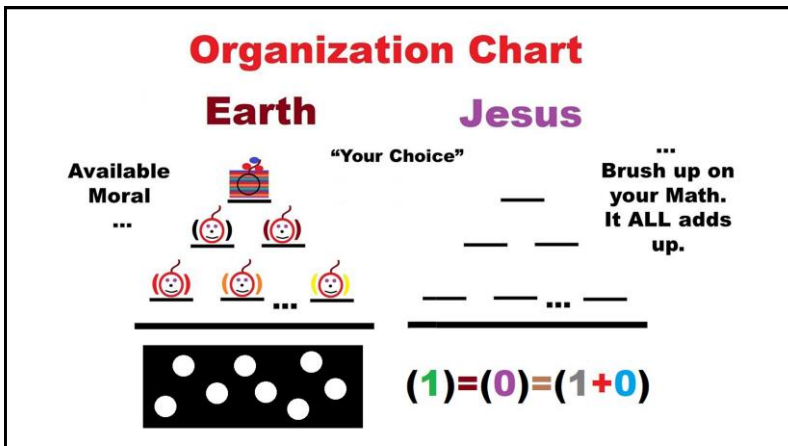 Organization Chart
Earth
Jesus
“Your Choice”
Available
Moral
...
...
Brush up on
your Math.
It ALL adds
up.
...
...
(1)=(0)=(1+0)